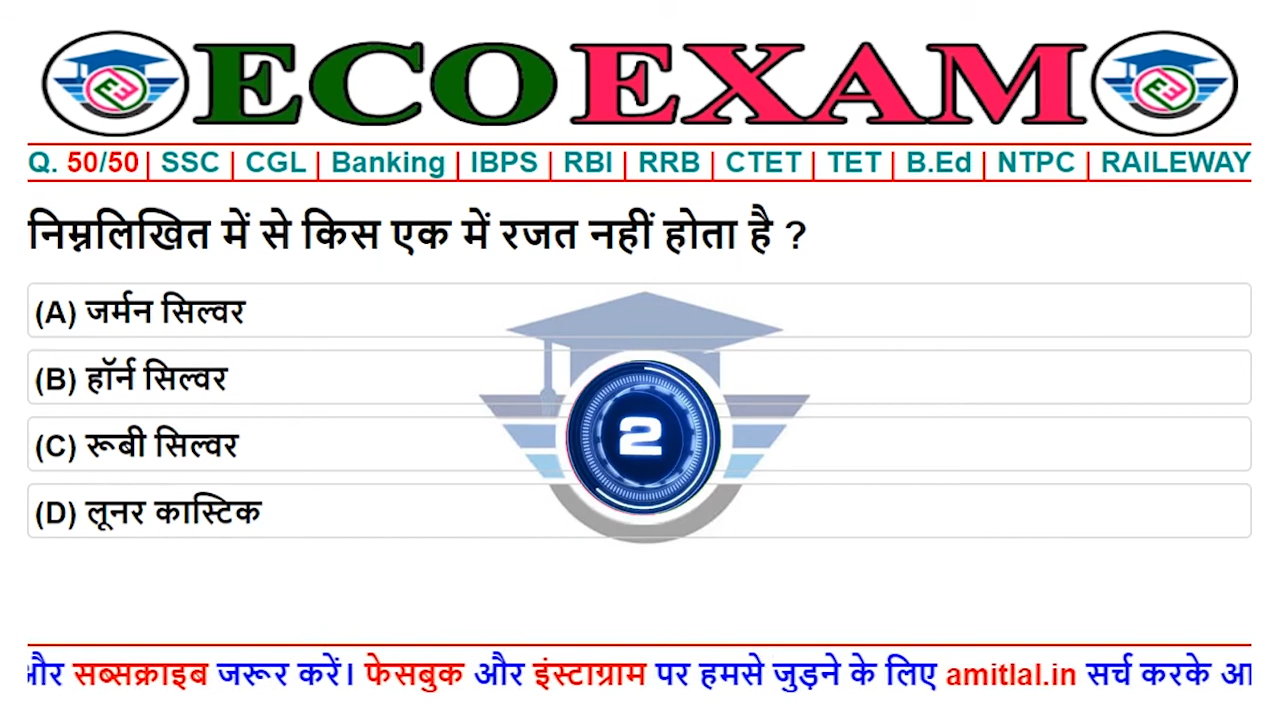 ECOEXAM
Q. 50/50 | SSC | CGL | Banking | IBPS | RBI | RRB | CTET | TET | B.Ed | NTPC | RAILEWAY
निम्नलिखित में से किस एक में रजत नहीं होता है ?
(A) जर्मन सिल्वर
(B) हॉर्न सिल्वर
(C) रूबी सिल्वर
(D) लूनर कास्टिक
2
और सब्सक्राइब जरूर करें। फेसबुक और इंस्टाग्राम पर हमसे जुड़ने के लिए amitlal.in सर्च करके